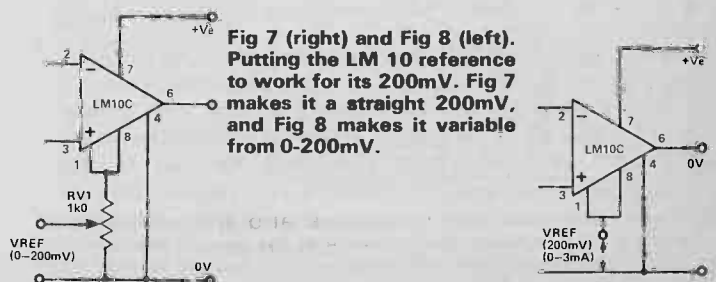 +Ve
2
7
LM10C
6
4
3
1
8
RV1
1k0
VREF
(0–200mV)
0V
Fig 7 (right) and Fig 8 (left).
Putting the LM 10 reference
to work for its 200mV. Fig 7
makes it a straight 200mV,
and Fig 8 makes it variable
from 0-200mV.
+Ve
2
7
LM10C
6
4
0V
3
1
8
VREF
(200mV)
(0–3mA)